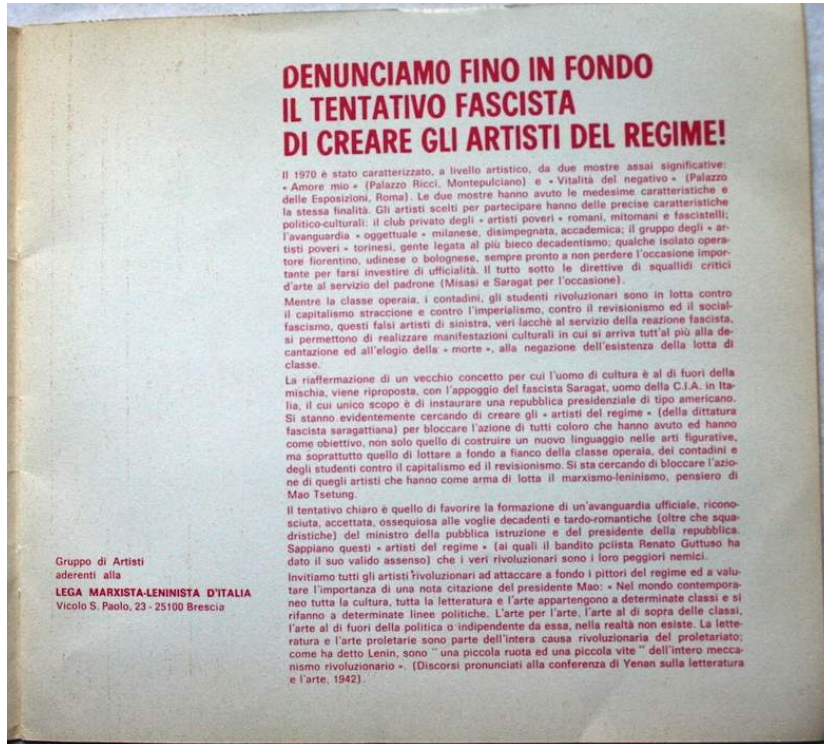 DENUNCIAMO FINO IN FONDO
IL TENTATIVO FASCISTA
DI CREARE GLI ARTISTI DEL REGIME!
Il 1970 è stato caratterizzato, a livello artistico, da due mostre assai significative:
« Amore mio » (Palazzo Ricci, Montepulciano) e « Vitalità del negativo » (Palazzo
delle Esposizioni, Roma). Le due mostre hanno avuto le medesime caratteristiche e
la stessa finalità. Gli artisti scelti per partecipare hanno delle precise caratteristiche
politico-culturali: il club privato degli « artisti poveri » romani, mitomani e fascistelli;
l'avanguardia « oggettuale » milanese, disimpegnata, accademica; il gruppo degli « ar-
tisti poveri » torinesi, gente legata al più bieco decadentismo; qualche isolato opera-
tore fiorentino, udinese o bolognese, sempre pronto a non perdere l'occasione impor-
tante per farsi investire di ufficialità. Il tutto sotto le direttive di squallidi critici
d'arte al servizio del padrone (Misasi e Saragat per l'occasione).
Mentre la classe operaia, i contadini, gli studenti rivoluzionari sono in lotta contro
il capitalismo straccione e contro l'imperialismo, contro il revisionismo ed il social-
fascismo, questi falsi artisti di sinistra, veri lacchè al servizio della reazione fascista,
si permettono di realizzare manifestazioni culturali in cui si arriva tutt'al più alla de-
cantazione ed all'elogio della « morte », alla negazione dell'esistenza della lotta di
classe.
La riaffermazione di un vecchio concetto per cui l'uomo di cultura è al di fuori della
mischia, viene riproposta, con l'appoggio del fascista Saragat, uomo della C.I.A. in Ita-
lia, il cui unico scopo è di instaurare una repubblica presidenziale di tipo americano.
Si stanno evidentemente cercando di creare gli « artisti del regime » (della dittatura
fascista saragattiana) per bloccare l'azione di tutti coloro che hanno avuto ed hanno
come obiettivo, non solo quello di costruire un nuovo linguaggio nelle arti figurative,
ma soprattutto quello di lottare a fondo a fianco della classe operaia, dei contadini e
degli studenti contro il capitalismo ed il revisionismo. Si sta cercando di bloccare l'azio-
ne di quegli artisti che hanno come arma di lotta il marxismo-leninismo, pensiero di
Mao Tsetung.
Il tentativo chiaro è quello di favorire la formazione di un'avanguardia ufficiale, ricono-
sciuta, accettata, ossequiosa alle voglie decadenti e tardo-romantiche (oltre che squa-
dristiche) del ministro della pubblica istruzione e del presidente della repubblica.
Sappiano questi « artisti del regime » (ai quali il bandito pciista Renato Guttuso ha
dato il suo valido assenso) che i veri rivoluzionari sono i loro peggiori nemici.
Invitiamo tutti gli artisti rivoluzionari ad attaccare a fondo i pittori del regime ed a valu-
tare l'importanza di una nota citazione del presidente Mao: « Nel mondo contempora-
neo tutta la cultura, tutta la letteratura e l'arte appartengono a determinate classi e si
rifanno a determinate linee politiche. L'arte per l'arte, l'arte al di sopra delle classi,
l'arte al di fuori della politica o indipendente da essa, nella realtà non esiste. La lette-
ratura e l'arte proletarie sono parte dell'intera causa rivoluzionaria del proletariato;
come ha detto Lenin, sono " una piccola ruota ed una piccola vite " dell'intero mecca-
nismo rivoluzionario ». (Discorsi pronunciati alla conferenza di Yenan sulla letteratura
e l'arte, 1942).
Gruppo di Artisti
aderenti alla
LEGA MARXISTA-LENINISTA D'ITALIA
Vicolo S. Paolo, 23 - 25100 Brescia